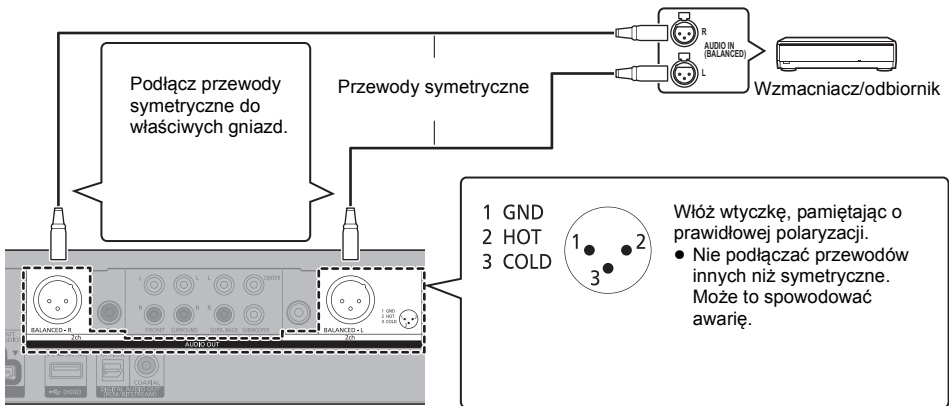 R
AUDIO IN
(BALANCED)
L
Wzmacniacz/odbiornik
Podłącz przewody
symetryczne do
właściwych gniazd.
Przewody symetryczne
1 GND
2 HOT
3 COLD
1
2
3
Włóż wtyczkę, pamiętając o
prawidłowej polaryzacji.
● Nie podłączać przewodów
innych niż symetryczne.
Może to spowodować
awarię.
L L L CENTER
R R R
BALANCED - R
2ch
FRONT SURROUND SURR. BACK SUBWOOFER
1 GND
2 HOT
3 COLD
BALANCED - L
2ch
AUDIO OUT
(HDD)
COAXIAL
DIGITAL AUDIO OUT
(PCM/BITSTREAM)